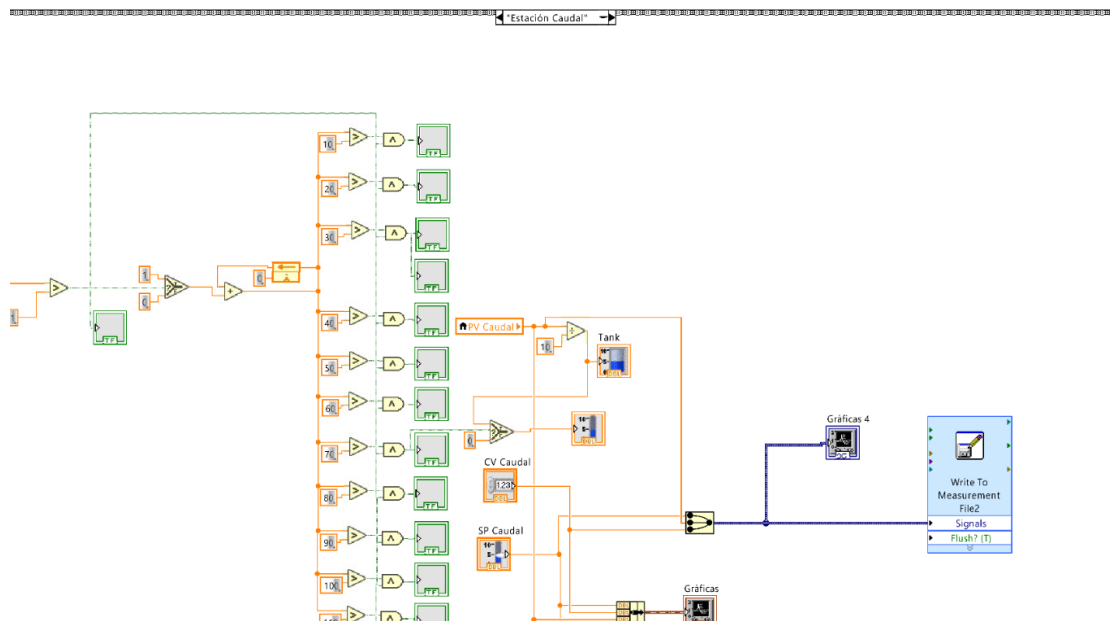 "Estación Caudal"
10
20
30
1
0
0
40
PV Caudal
10
Tank
50
60
0
70
CV Caudal
123
80
SP Caudal
90
100
Gráficas 4
Write To
Measurement
File2
Signals
Flush? (T)
Gráficas